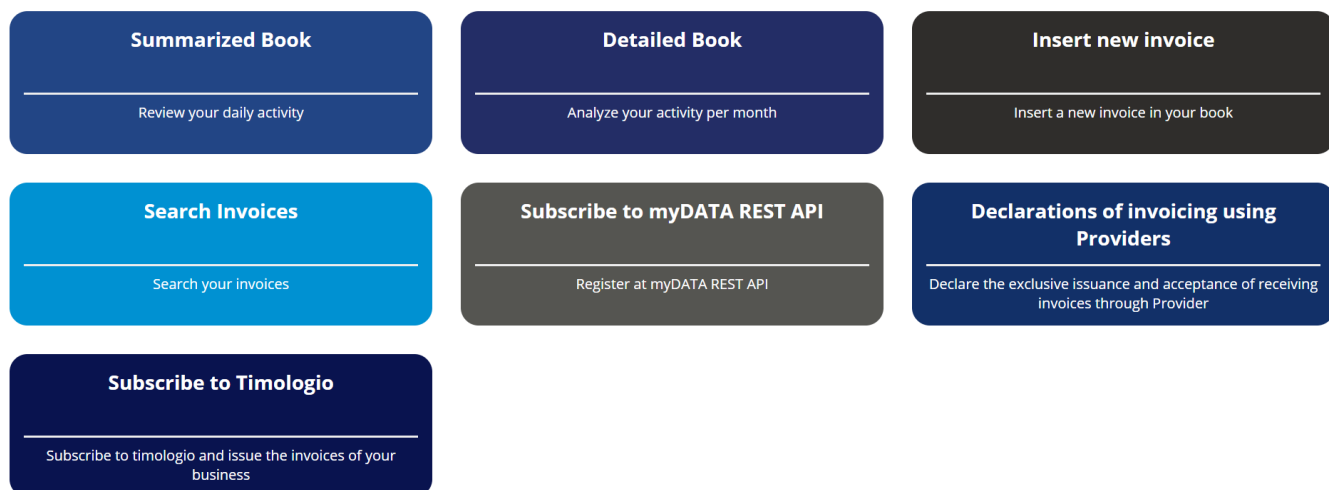 Summarized Book
Review your daily activity
Detailed Book
Analyze your activity per month
Insert new invoice
Insert a new invoice in your book
Search Invoices
Search your invoices
Subscribe to myDATA REST API
Register at myDATA REST API
Declarations of invoicing using
Providers
Declare the exclusive issuance and acceptance of receiving
invoices through Provider
Subscribe to Timologio
Subscribe to timologio and issue the invoices of your
business